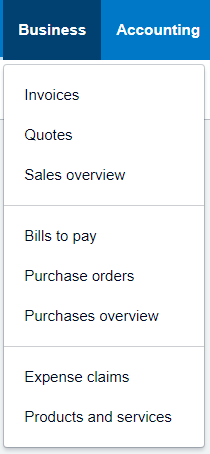 Business Accounting
Invoices
Quotes
Sales overview
Bills to pay
Purchase orders
Purchases overview
Expense claims
Products and services